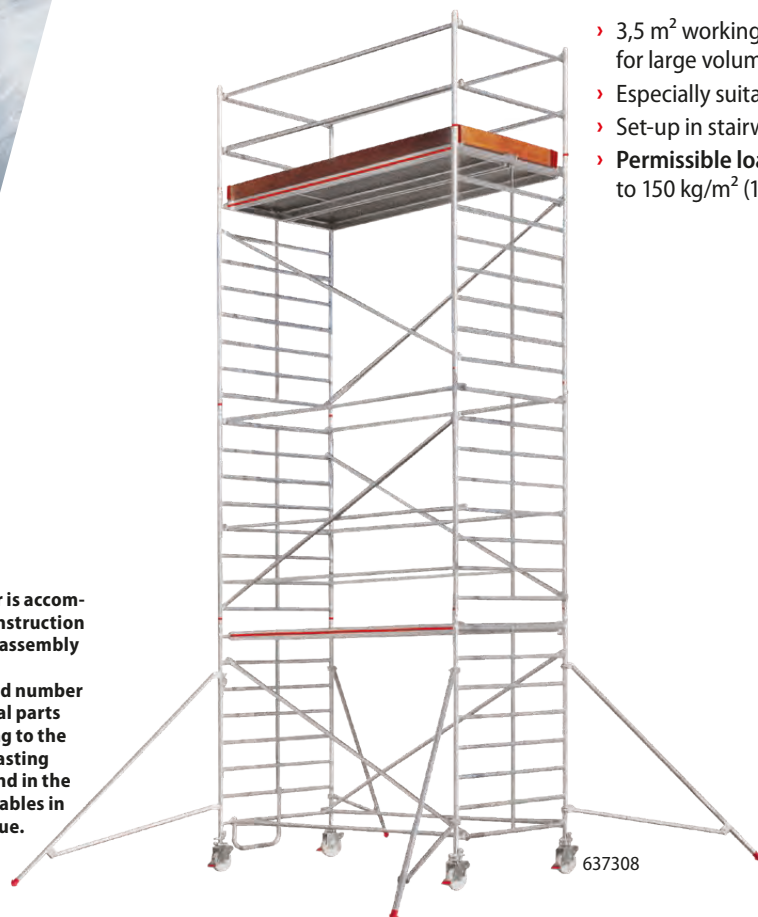 › 3,5 m² working
for large volum
› Especially suita
› Set-up in stairw
› Permissible loa
to 150 kg/m² (1
r is accom-
nstruction
assembly
d number
al parts
g to the
asting
nd in the
ables in
ue.
637308